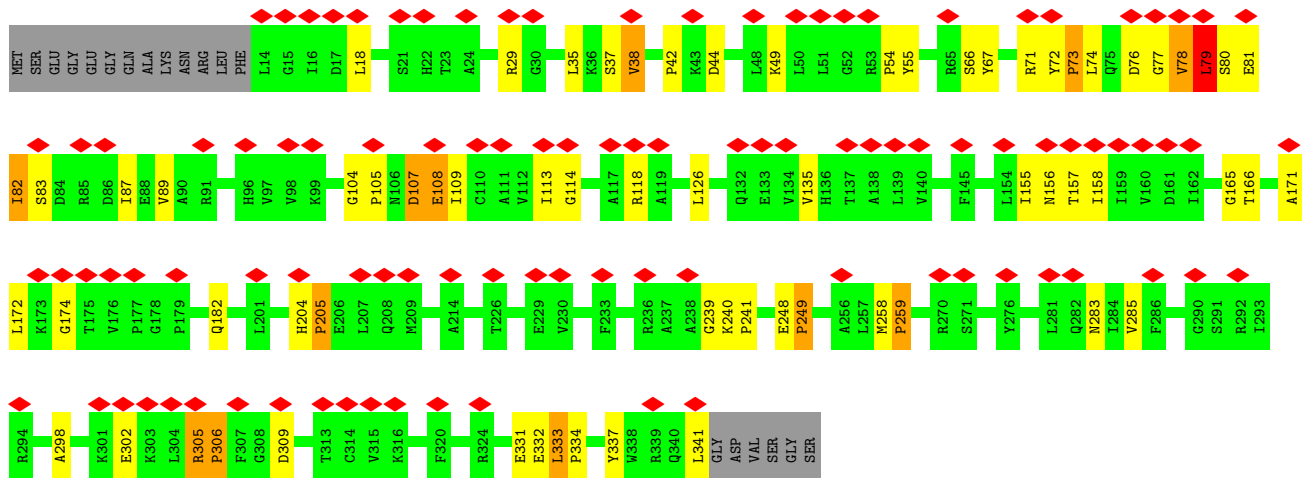 MET SER GLU GLY GLU GLY GLN ALA LYS ASN ARG LEU PHE L14 G15 I16 D17 L18 S21 H22 T23 A24 R29 G30 L35 K36 S37 V38 P42 K43 D44 L48 K49 L50 L51 G52 R53 P54 Y55 R65 S66 Y67 R71 Y72 P73 L74 Q75 D76 G77 V78 L79 S80 E81
I82 S83 D84 R85 D86 I87 E88 V89 A90 R91 H96 V97 V98 K99 G104 P105 N106 D107 E108 I109 C110 A111 V112 I113 G114 A117 R118 A119 L126 Q132 E133 V134 V135 H136 T137 A138 L139 V140 F145 L154 I155 N156 T157 I158 I159 V160 D161 I162 G165 T166 A171
L172 K173 G174 T175 V176 P177 G178 P179 Q182 L201 H204 P205 E206 L207 Q208 M209 A214 T226 E229 V230 F233 R236 A237 A238 G239 K240 P241 E248 P249 A256 L257 M258 P259 R270 S271 Y276 L281 Q282 N283 I284 V285 F286 G290 S291 R292 I293
R294 A298 K301 E302 K303 L304 R305 P306 F307 G308 D309 T313 C314 V315 K316 F320 R324 E331 E332 L333 P334 Y337 W338 R339 Q340 L341 GLY ASP VAL SER GLY SER